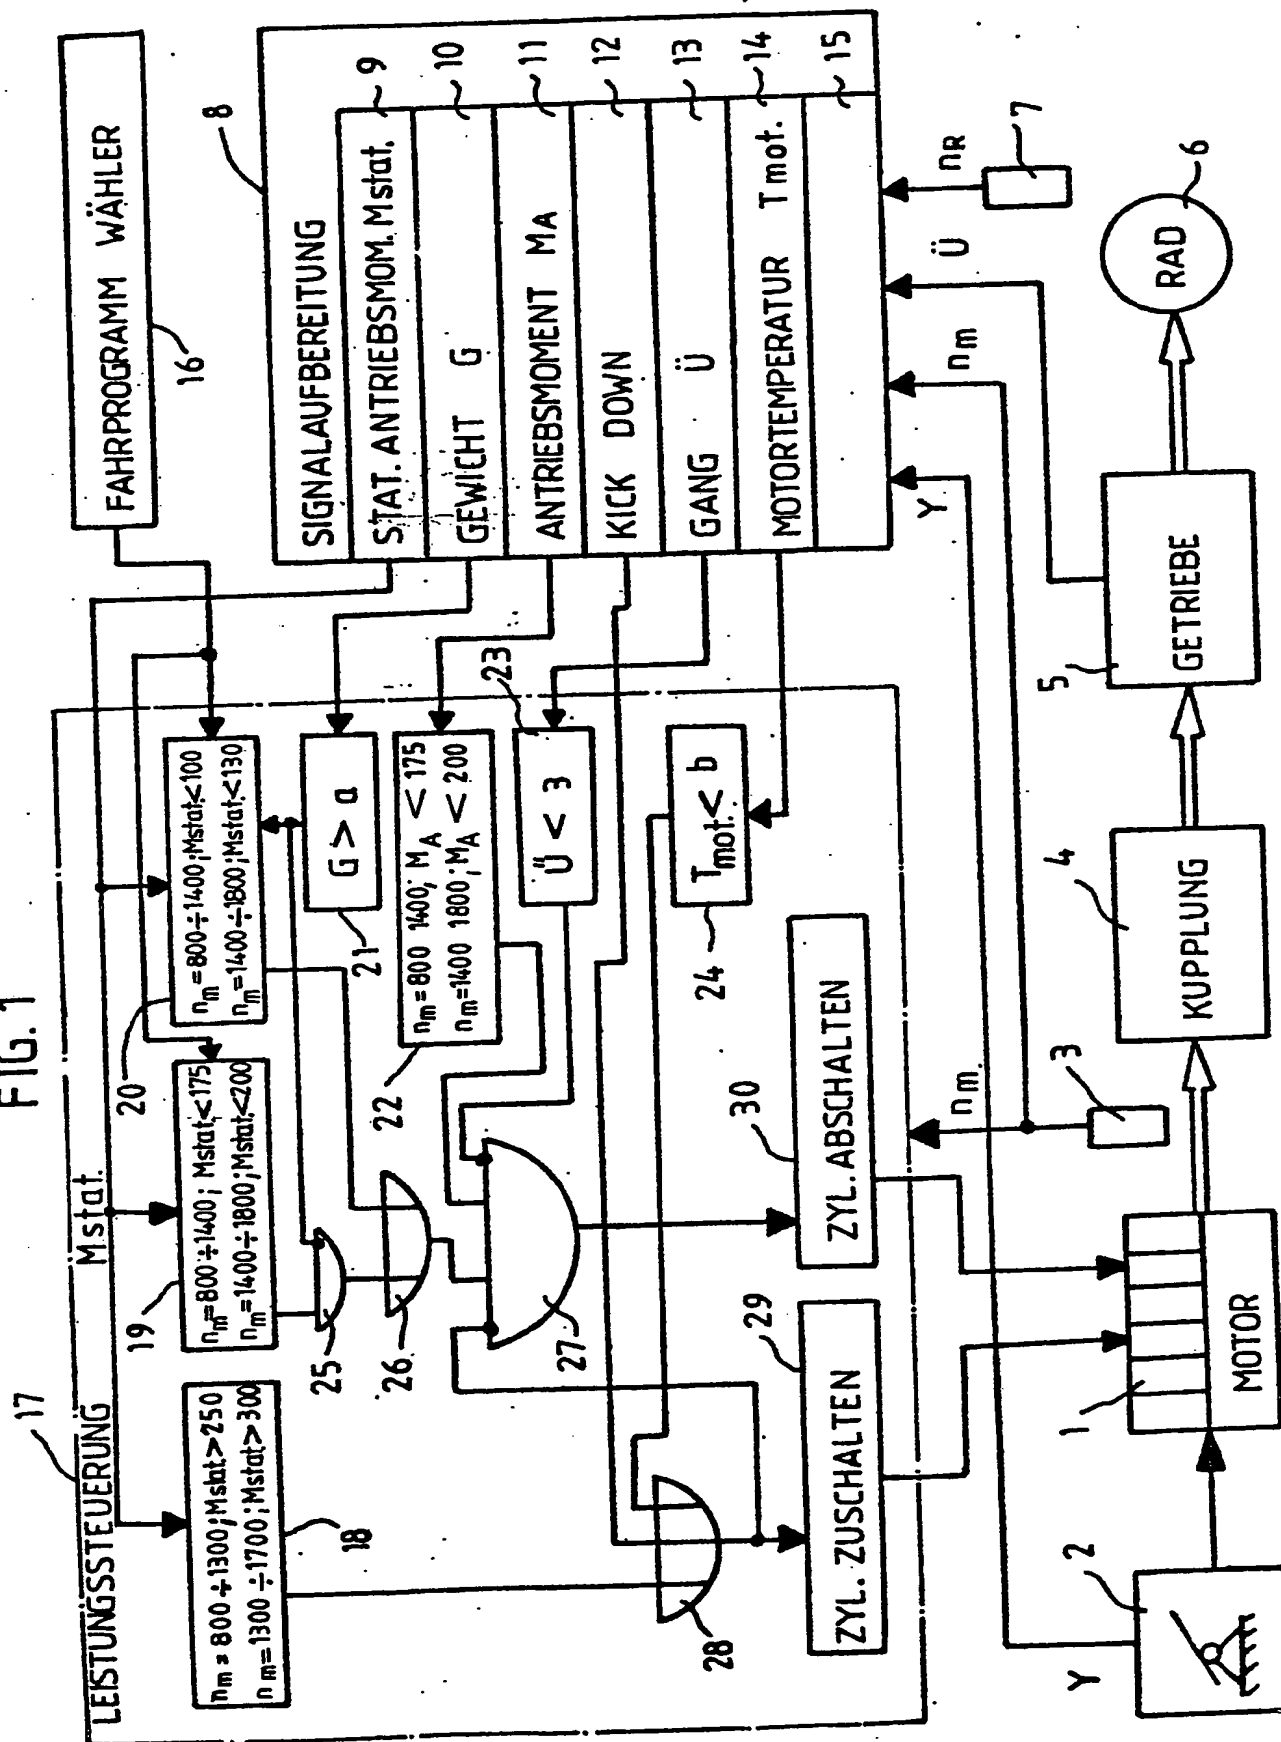 FIG. 1
LEISTUNGSSTEUERUNG
17
Mstat.
18
nm = 800÷1300; Mstat>250
nm=1300÷1700; Mstat>300
19
nm=800÷1400; Mstat<175
nm=1400÷1800; Mstat<200
20
nm=800÷1400; Mstat<100
nm=1400÷1800; Mstat<130
21
G > a
22
nm=800 1400; MA < 175
nm=1400 1800; MA < 200
23
Ü < 3
24
Tmot. < b
25
26
27
28
29
ZYL. ZUSCHALTEN
30
ZYL. ABSCHALTEN
FAHRPROGRAMM WÄHLER
16
8
SIGNALAUFBEREITUNG
STAT. ANTRIEBSMOM. Mstat. 9
GEWICHT G 10
ANTRIEBSMOMENT MA 11
KICK DOWN 12
GANG Ü 13
MOTORTEMPERATUR Tmot. 14
15
Y
nm
Ü
nR
7
nm.
3
Y
2
1
MOTOR
4
KUPPLUNG
5
GETRIEBE
6
RAD